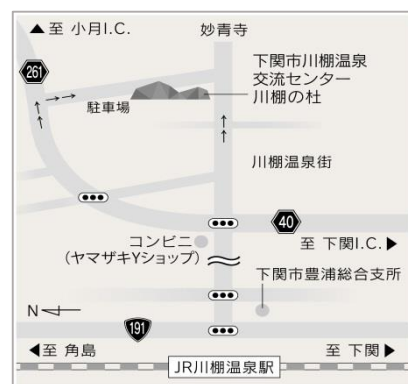 ▲至 小月I.C.
妙青寺
261
下関市川棚温泉
交流センター
川棚の杜
駐車場
川棚温泉街
40
コンビニ
(ヤマザキYショップ)
至 下関I.C.▶
下関市豊浦総合支所
N
191
◀至 角島
至 下関▶
JR川棚温泉駅